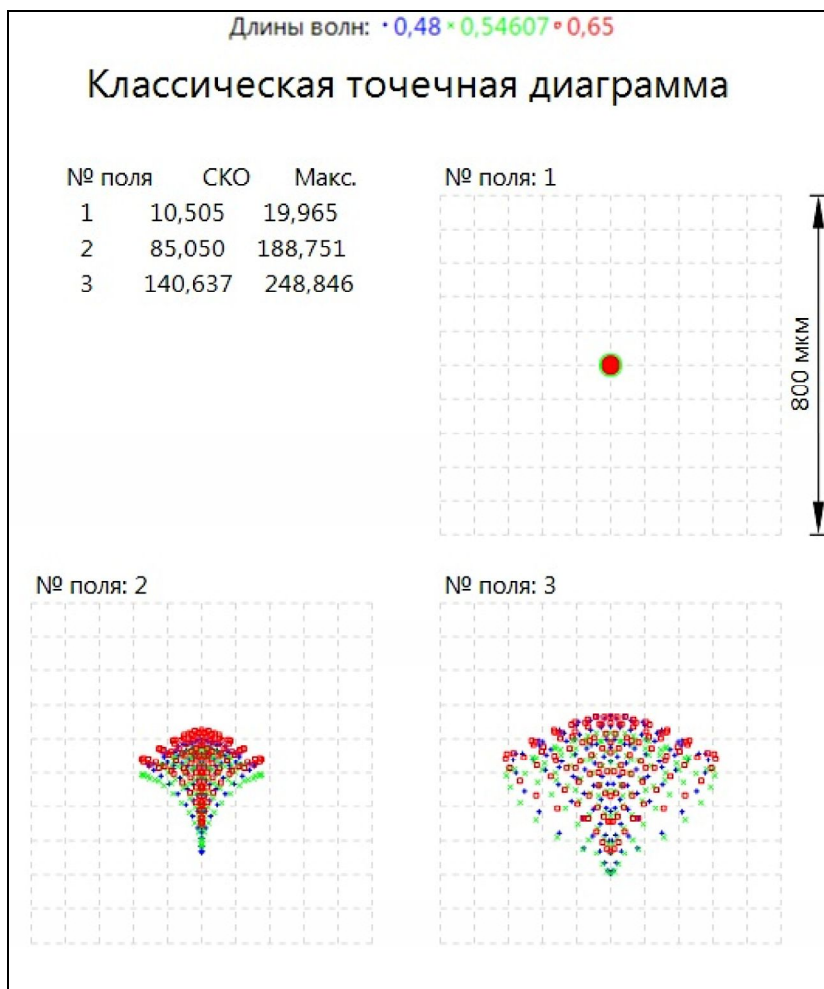 Длины волн: • 0,48 × 0,54607 ▫ 0,65
Классическая точечная диаграмма
№ поля СКО Макс.
1 10,505 19,965
2 85,050 188,751
3 140,637 248,846
№ поля: 1
800 мкм
№ поля: 2
№ поля: 3